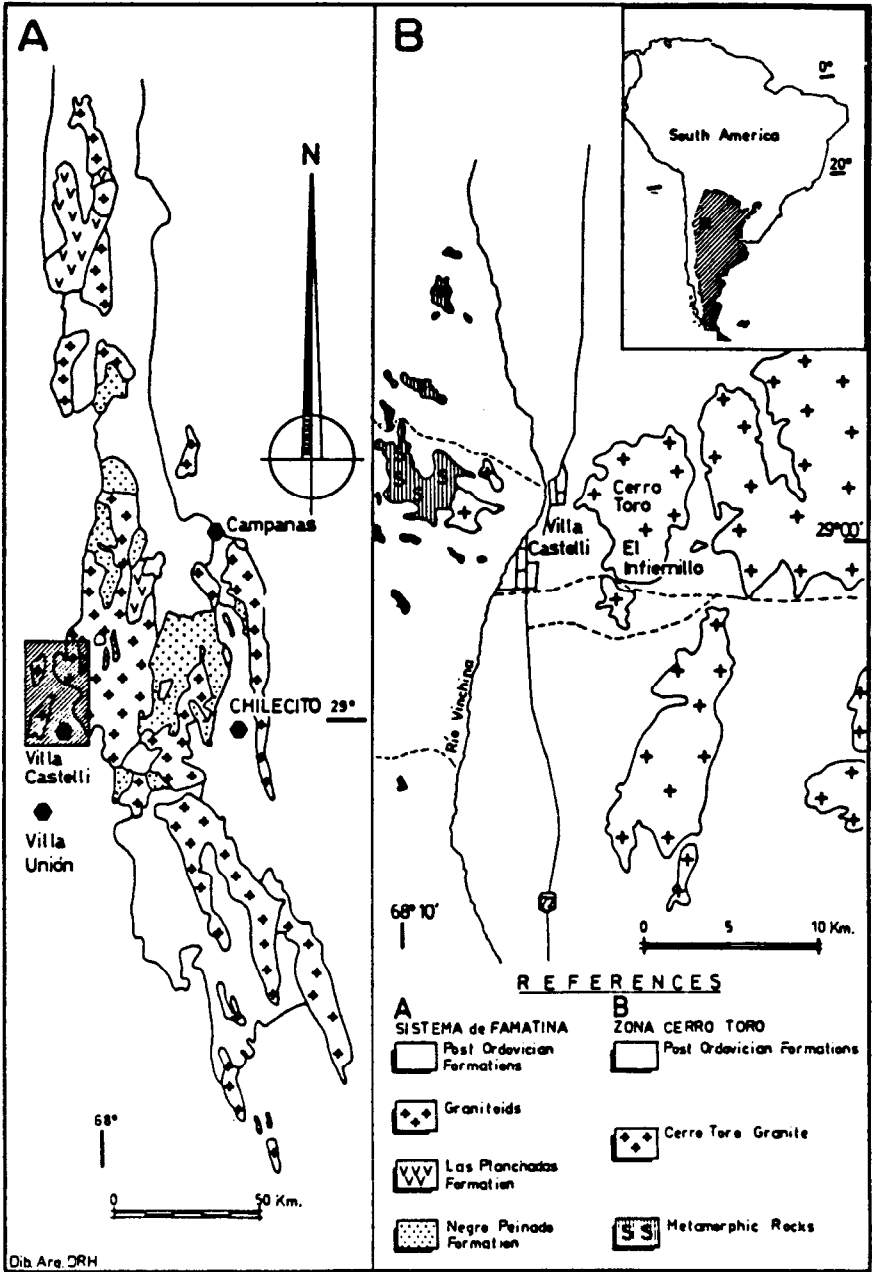 A
N
Campanas
CHILECITO
29°
Villa
Castelli
Villa
Unión
68°
0 50 Km.
Dib. Arq. DRH
B
South America
0°
20°
Cerro
Toro
Villa
Castelli
El
Infiernillo
29°00'
Río Vinchina
68°10'
0 5 10 Km.
REFERENCES
A
SISTEMA de FAMATINA
Post Ordovician
Formations
Granitoids
Las Planchadas
Formation
Negro Peinado
Formation
B
ZONA CERRO TORO
Post Ordovician Formations
Cerro Toro Granite
S S
Metamorphic Rocks